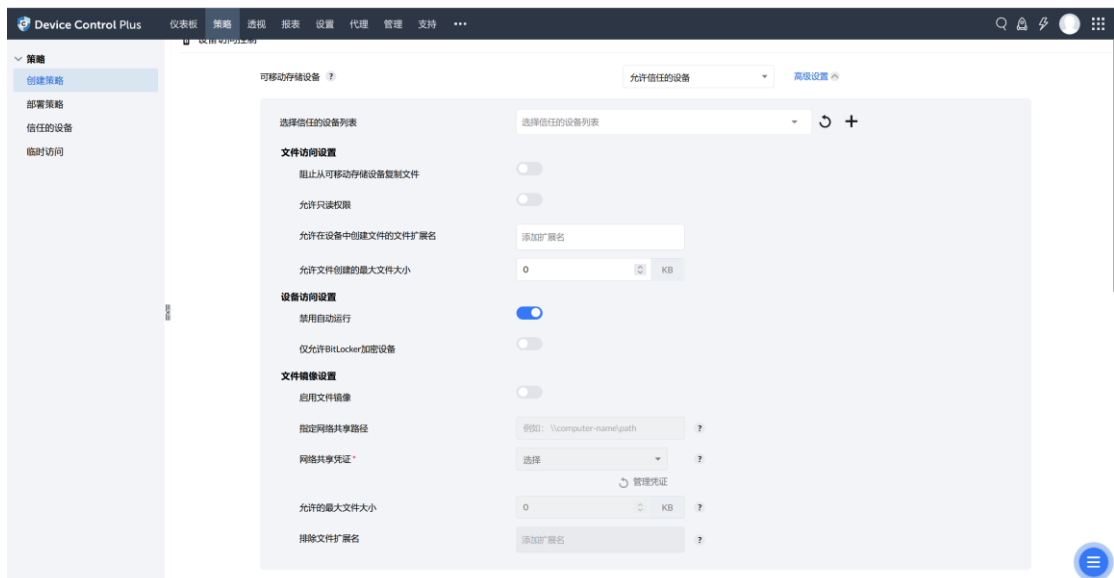 Device Control Plus 仪表板 策略 透视 报表 设置 代理 管理 支持 •••
设备访问控制
策略
创建策略
部署策略
信任的设备
临时访问
可移动存储设备 ? 允许信任的设备 高级设置
选择信任的设备列表 选择信任的设备列表
文件访问设置
阻止从可移动存储设备复制文件
允许只读权限
允许在设备中创建文件的文件扩展名 添加扩展名
允许文件创建的最大文件大小 0 KB
设备访问设置
禁用自动运行
仅允许BitLocker加密设备
文件镜像设置
启用文件镜像
指定网络共享路径 例如： \\computer-name\path ?
网络共享凭证* 选择 ?
管理凭证
允许的最大文件大小 0 KB ?
排除文件扩展名 添加扩展名 ?